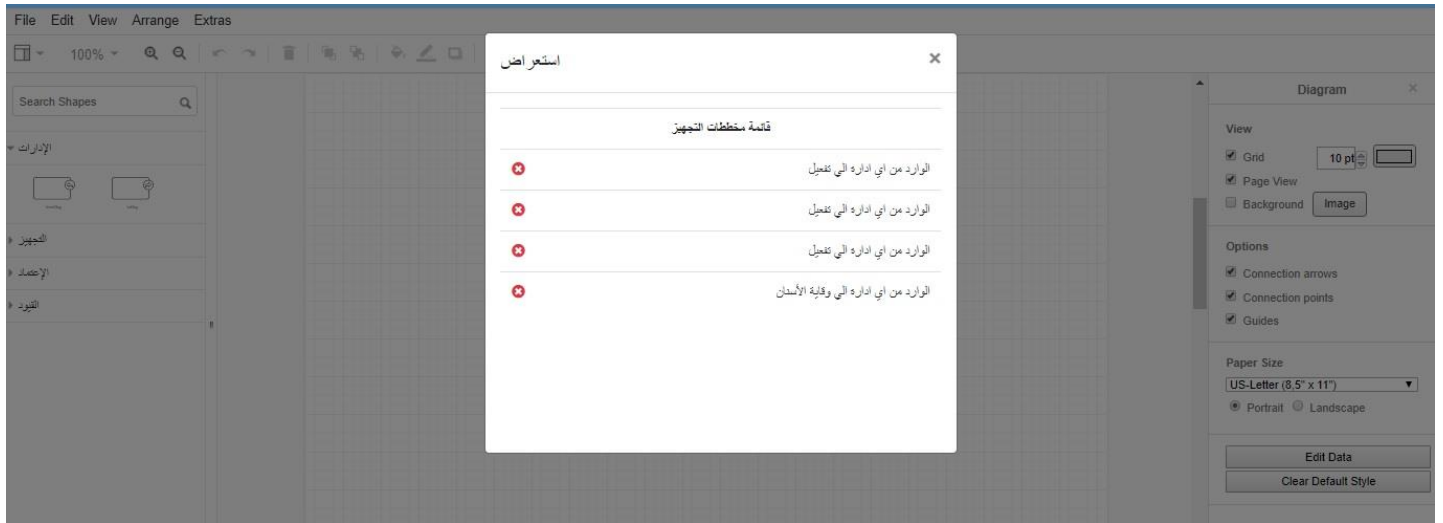 File Edit View Arrange Extras
100%
Search Shapes
الإدارات
التجهيز
الإعتماد
القيود
استعراض
×
قائمة مخططات التجهيز
الوارد من اي اداره الي تفعيل
الوارد من اي اداره الي تفعيل
الوارد من اي اداره الي تفعيل
الوارد من اي اداره الي وقاية الأسنان
Diagram
View
Grid 10 pt
Page View
Background Image
Options
Connection arrows
Connection points
Guides
Paper Size
US-Letter (8,5" x 11")
Portrait Landscape
Edit Data
Clear Default Style